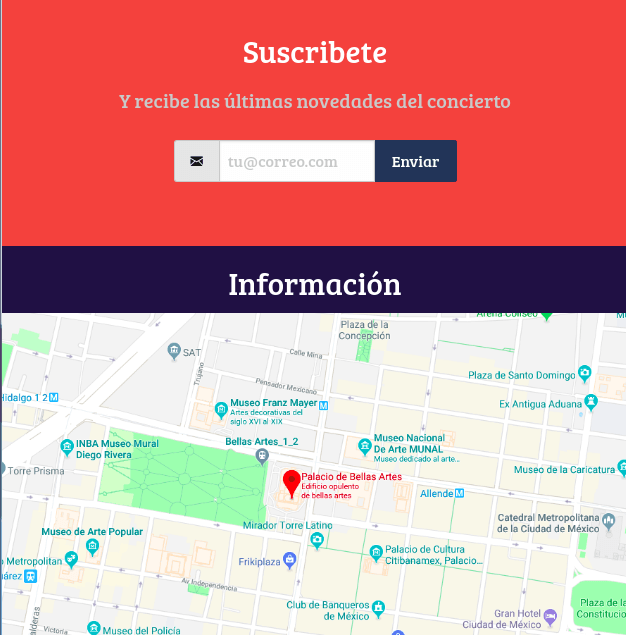 Suscribete
Y recibe las últimas novedades del concierto
tu@correo.com
Enviar
Información
Arena Coliseo
Plaza de la
Concepción
SAT
Calle Mina
Trujano
Plaza de Santo Domingo
Pensador Mexicano
Hidalgo 1 2 M
Museo Franz Mayer M
Artes decorativas del
siglo XVI al XIX
Ex Antigua Aduana
INBA Museo Mural
Diego Rivera
Bellas Artes_1_2
Museo Nacional
De Arte MUNAL
Museo dedicado al arte...
Torre Prisma
Museo de la Caricatura
Palacio de Bellas Artes
Edificio opulento
de bellas artes
Allende M
Mirador Torre Latino
Catedral Metropolitana
de la Ciudad de México
Museo de Arte Popular
Palacio de Cultura
Citibanamex, Palacio...
Metropolitan
Frikiplaza
Av Independencia
Club de Banqueros
de México
Plaza de la
Constitucio
Gran Hotel
Ciudad de México
Victoria
Museo del Policía